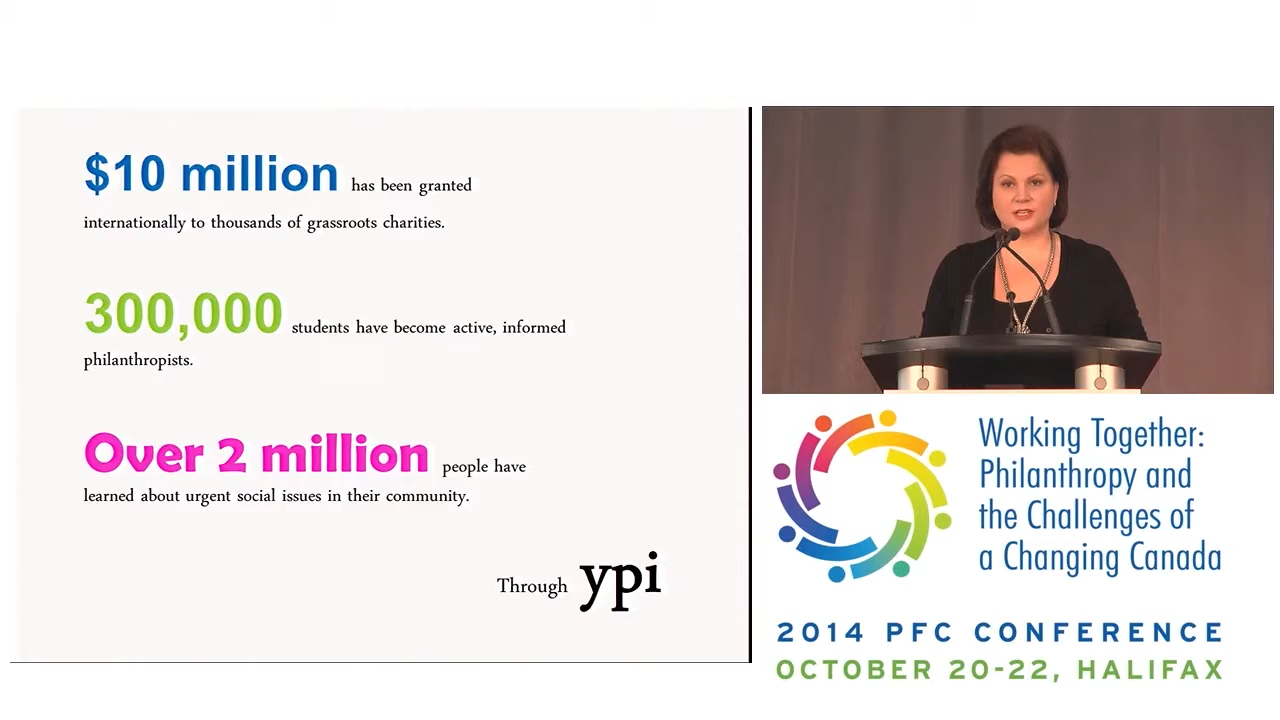 $10 million has been granted
internationally to thousands of grassroots charities.
300,000 students have become active, informed
philanthropists.
Over 2 million people have
learned about urgent social issues in their community.
Through ypi
Working Together:
Philanthropy and
the Challenges of
a Changing Canada
2014 PFC CONFERENCE
OCTOBER 20-22, HALIFAX